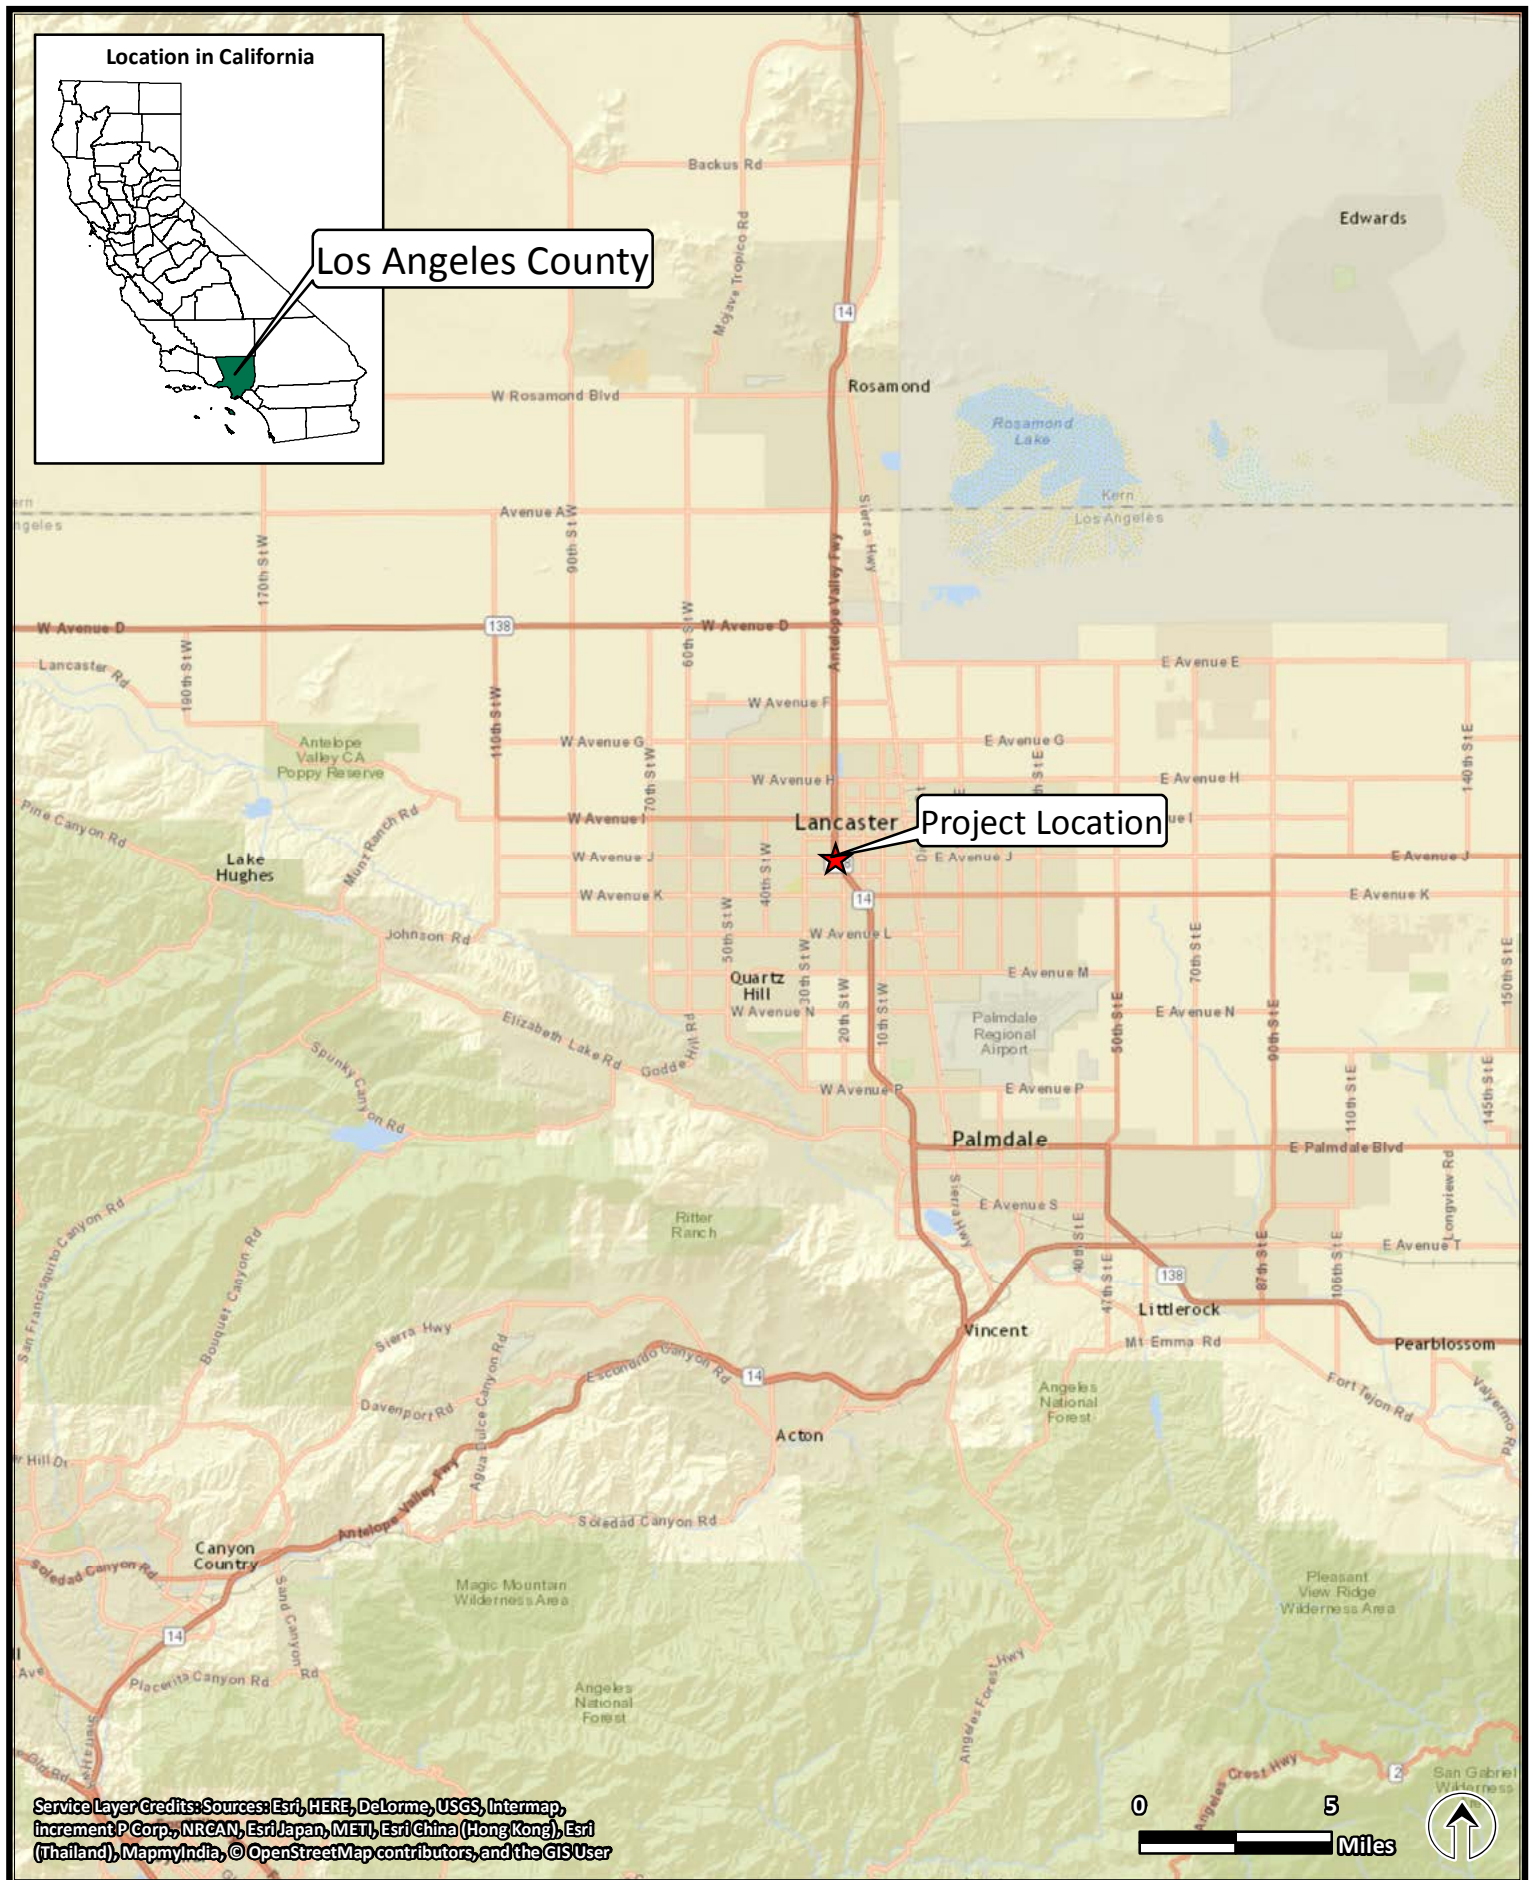 Location in California
Los Angeles County
Backus Rd
Edwards
Mojave Tropico Rd
14
Rosamond
W Rosamond Blvd
Rosamond
Lake
Kern
Los Angeles
Avenue A
90th St W
Sierra Hwy
170th St W
Antelope Valley Fwy
W Avenue D
138
W Avenue D
60th St W
Lancaster Rd
190th St W
E Avenue E
110th St W
W Avenue F
Antelope
Valley CA
Poppy Reserve
W Avenue G
E Avenue G
70th St W
140th St E
W Avenue H
E Avenue H
Pine Canyon Rd
Munz Ranch Rd
W Avenue I
Lancaster
Project Location
Lake
Hughes
W Avenue J
E Avenue J
E Avenue J
40th St W
W Avenue K
14
E Avenue K
50th St W
Johnson Rd
W Avenue L
70th St E
150th St E
30th St W
Quartz
Hill
E Avenue M
W Avenue N
20th St W
10th St W
Palmdale
Regional
Airport
E Avenue N
50th St E
90th St E
Elizabeth Lake Rd
Godde Hill Rd
Spunky Canyon Rd
W Avenue P
E Avenue P
110th St E
145th St E
Palmdale
E Palmdale Blvd
Longview Rd
San Francisquito Canyon Rd
Bouquet Canyon Rd
Ritter
Ranch
Sierra Hwy
E Avenue S
40th St E
47th St E
87th St E
106th St E
E Avenue T
138
Littlerock
Vincent
Mt Emma Rd
Pearblossom
Sierra Hwy
Agua Dulce Canyon Rd
Escondido Canyon Rd
14
Davenport Rd
Angeles
National
Forest
Fort Tejon Rd
Valyermo Rd
Acton
Antelope Valley Fwy
Soledad Canyon Rd
Canyon
Country
Soledad Canyon Rd
Sand Canyon Rd
Magic Mountain
Wilderness Area
Pleasant
View Ridge
Wilderness Area
14
Placerita Canyon Rd
Angeles
National
Forest
Angeles Forest Hwy
Sierra Hwy
Angeles Crest Hwy
2
San Gabriel
Wilderness
Service Layer Credits: Sources: Esri, HERE, DeLorme, USGS, Intermap,
increment P Corp., NRCAN, Esri Japan, METI, Esri China (Hong Kong), Esri
(Thailand), MapmyIndia, © OpenStreetMap contributors, and the GIS User
0 5
Miles